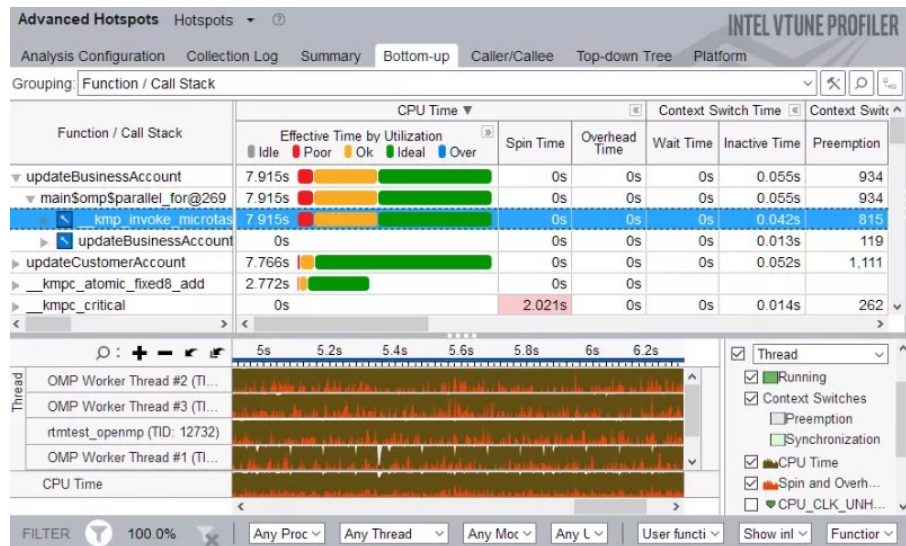 Advanced Hotspots Hotspots INTEL VTUNE PROFILER
Analysis Configuration Collection Log Summary Bottom-up Caller/Callee Top-down Tree Platform
Grouping: Function / Call Stack
Function / Call Stack
CPU Time ▼ Context Switch Time Context Switc
Effective Time by Utilization
Idle Poor Ok Ideal Over
Spin Time
Overhead Time
Wait Time Inactive Time Preemption
updateBusinessAccount 7.915s 0s 0s 0s 0.055s 934
main$omp$parallel_for@269 7.915s 0s 0s 0s 0.055s 934
__kmp_invoke_microtas 7.915s 0s 0s 0s 0.042s 815
updateBusinessAccount 0s 0s 0s 0s 0.013s 119
updateCustomerAccount 7.766s 0s 0s 0s 0.052s 1,111
__kmpc_atomic_fixed8_add 2.772s 0s 0s
__kmpc_critical 0s 2.021s 0s 0s 0.014s 262
5s 5.2s 5.4s 5.6s 5.8s 6s 6.2s
Thread
OMP Worker Thread #2 (TI...
OMP Worker Thread #3 (TI...
rtmtest_openmp (TID: 12732)
OMP Worker Thread #1 (TI...
CPU Time
Thread
Running
Context Switches
Preemption
Synchronization
CPU Time
Spin and Overh...
CPU_CLK_UNH...
FILTER 100.0% Any Proc Any Thread Any Moc Any L User functi Show inl Functior